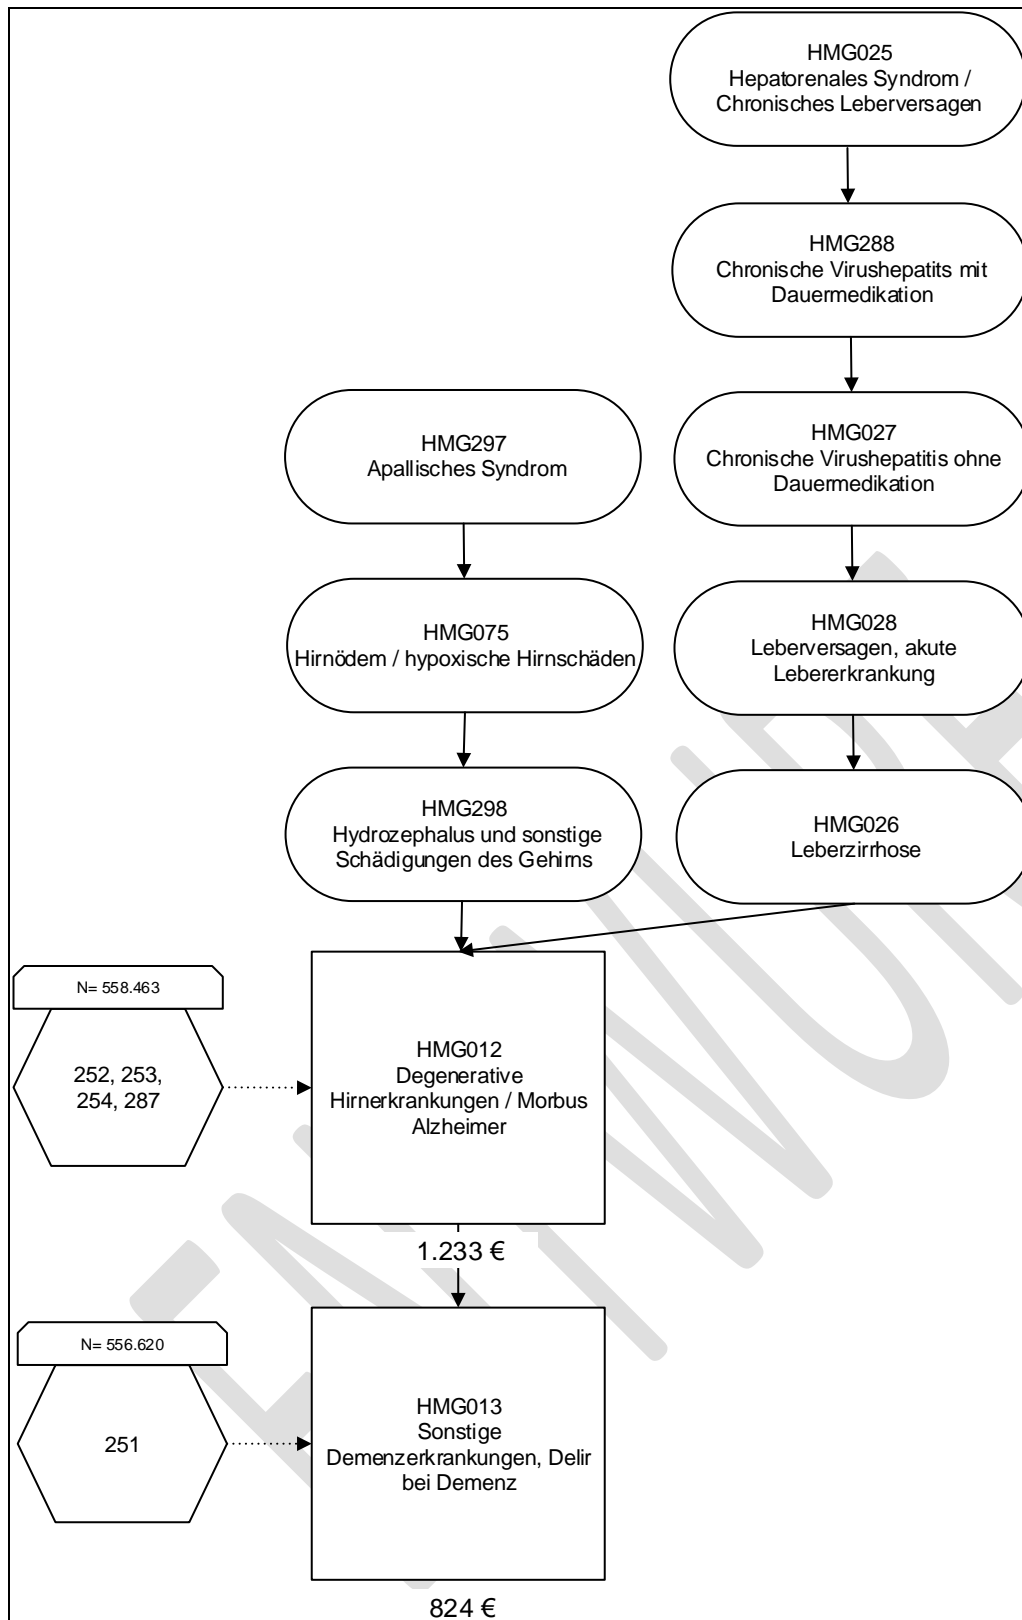 HMG025
Hepatorenales Syndrom /
Chronisches Leberversagen
HMG288
Chronische Virushepatits mit
Dauermedikation
HMG297
Apallisches Syndrom
HMG027
Chronische Virushepatitis ohne
Dauermedikation
HMG075
Hirnödem / hypoxische Hirnschäden
HMG028
Leberversagen, akute
Lebererkrankung
HMG298
Hydrozephalus und sonstige
Schädigungen des Gehirns
HMG026
Leberzirrhose
N= 558.463
252, 253,
254, 287
HMG012
Degenerative
Hirnerkrankungen / Morbus
Alzheimer
1.233 €
N= 556.620
251
HMG013
Sonstige
Demenzerkrankungen, Delir
bei Demenz
824 €
ENTWURF